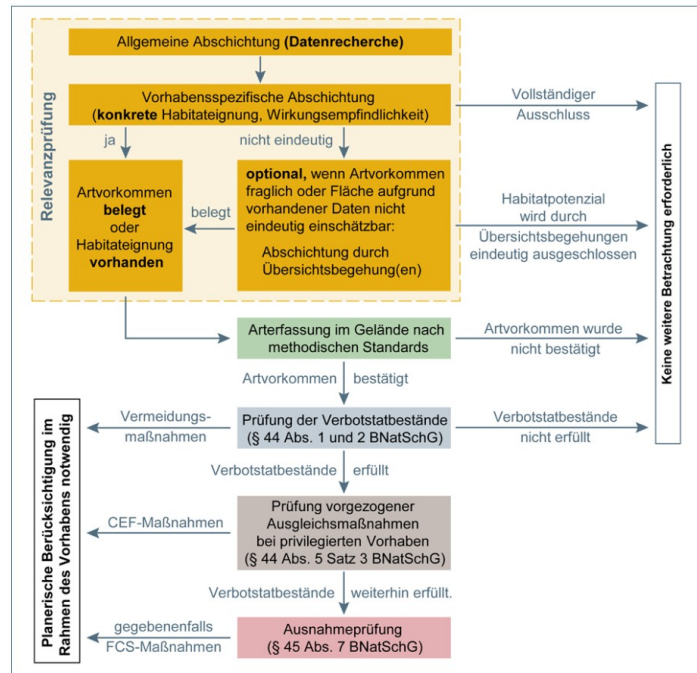 Allgemeine Abschichtung (Datenrecherche)
Relevanzprüfung
Vorhabensspezifische Abschichtung
(konkrete Habitateignung, Wirkungsempfindlichkeit)
Vollständiger
Ausschluss
ja
nicht eindeutig
Artvorkommen
belegt
oder
Habitateignung
vorhanden
belegt
optional, wenn Artvorkommen
fraglich oder Fläche aufgrund
vorhandener Daten nicht
eindeutig einschätzbar:
Abschichtung durch
Übersichtsbegehung(en)
Habitatpotenzial
wird durch
Übersichtsbegehungen
eindeutig ausgeschlossen
Keine weitere Betrachtung erforderlich
Arterfassung im Gelände nach
methodischen Standards
Artvorkommen wurde
nicht bestätigt
Artvorkommen bestätigt
Vermeidungs-
maßnahmen
Prüfung der Verbotstatbestände
(§ 44 Abs. 1 und 2 BNatSchG)
Verbotstatbestände
nicht erfüllt
Verbotstatbestände erfüllt
Planerische Berücksichtigung im
Rahmen des Vorhabens notwendig
CEF-Maßnahmen
Prüfung vorgezogener
Ausgleichsmaßnahmen
bei privilegierten Vorhaben
(§ 44 Abs. 5 Satz 3 BNatSchG)
Verbotstatbestände weiterhin erfüllt.
gegebenenfalls
FCS-Maßnahmen
Ausnahmeprüfung
(§ 45 Abs. 7 BNatSchG)